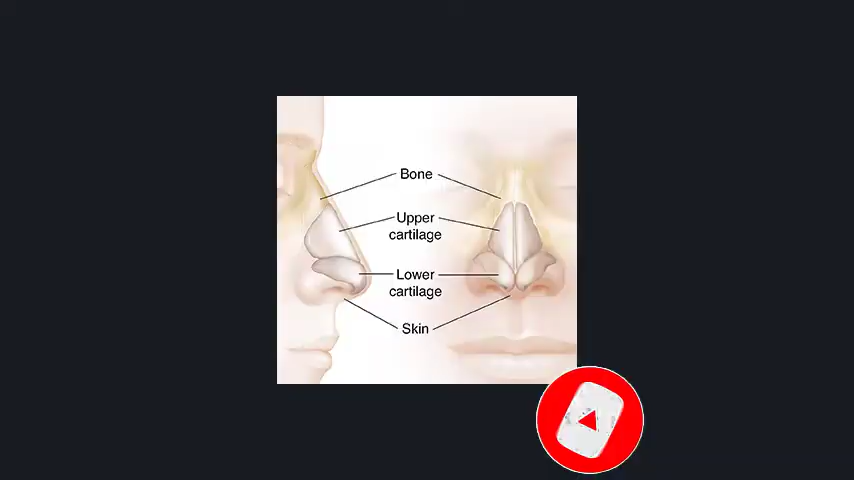 Bone
Upper
cartilage
Lower
cartilage
Skin